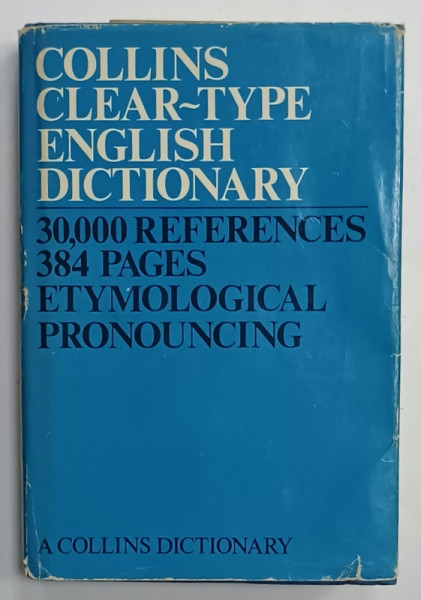 COLLINS
CLEAR~TYPE
ENGLISH
DICTIONARY
30,000 REFERENCES
384 PAGES
ETYMOLOGICAL
PRONOUNCING
A COLLINS DICTIONARY